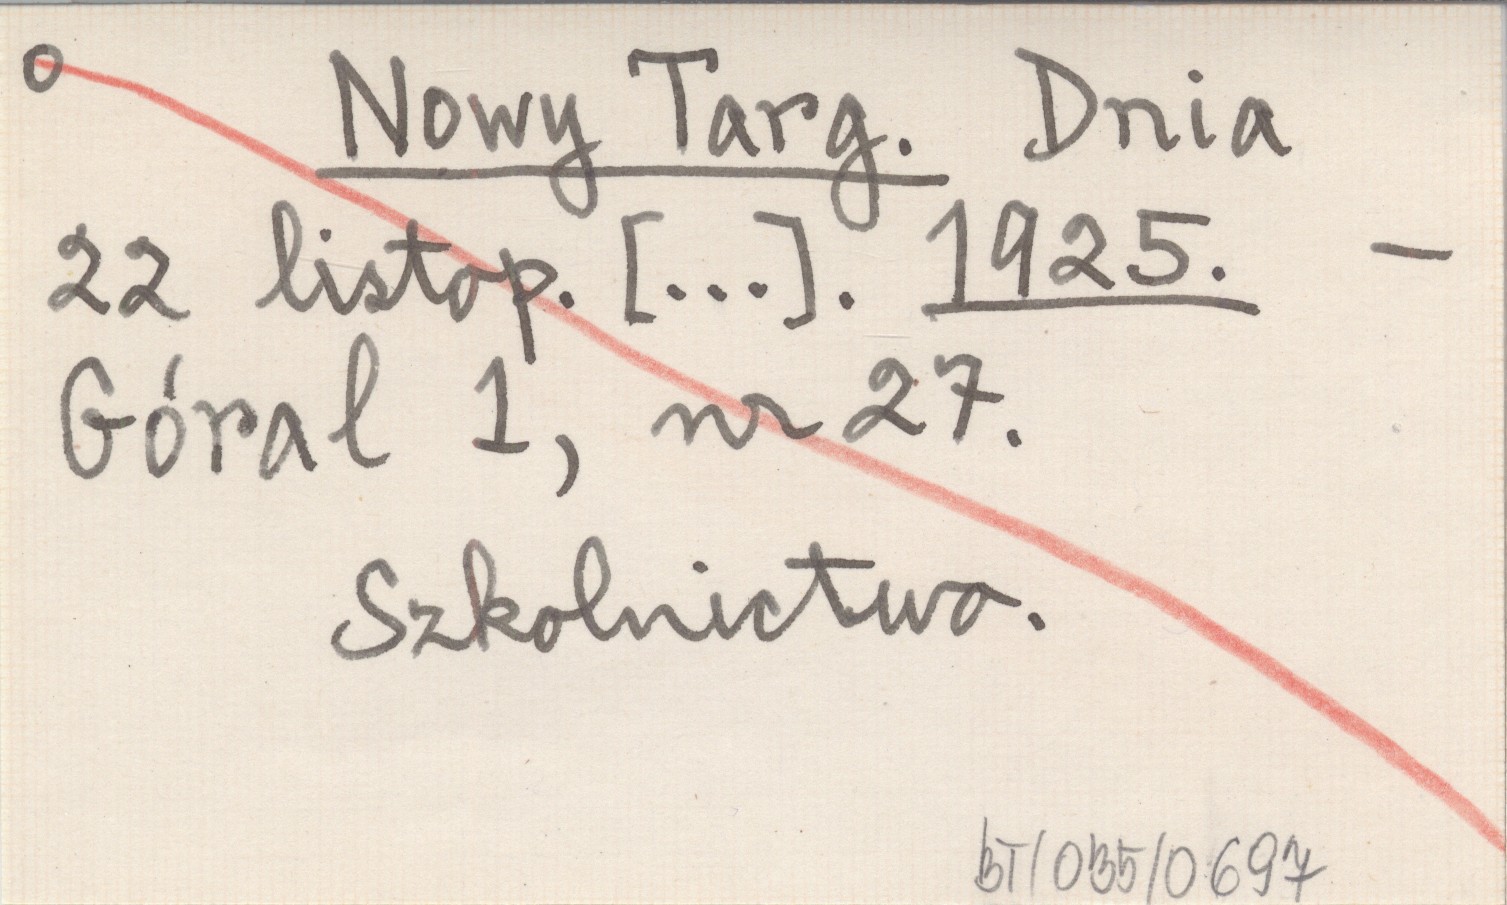 o Nowy Targ. Dnia
22 listop. [...]. 1925. –
Góral 1, nr 27.
Szkolnictwo.
BT/035/0697